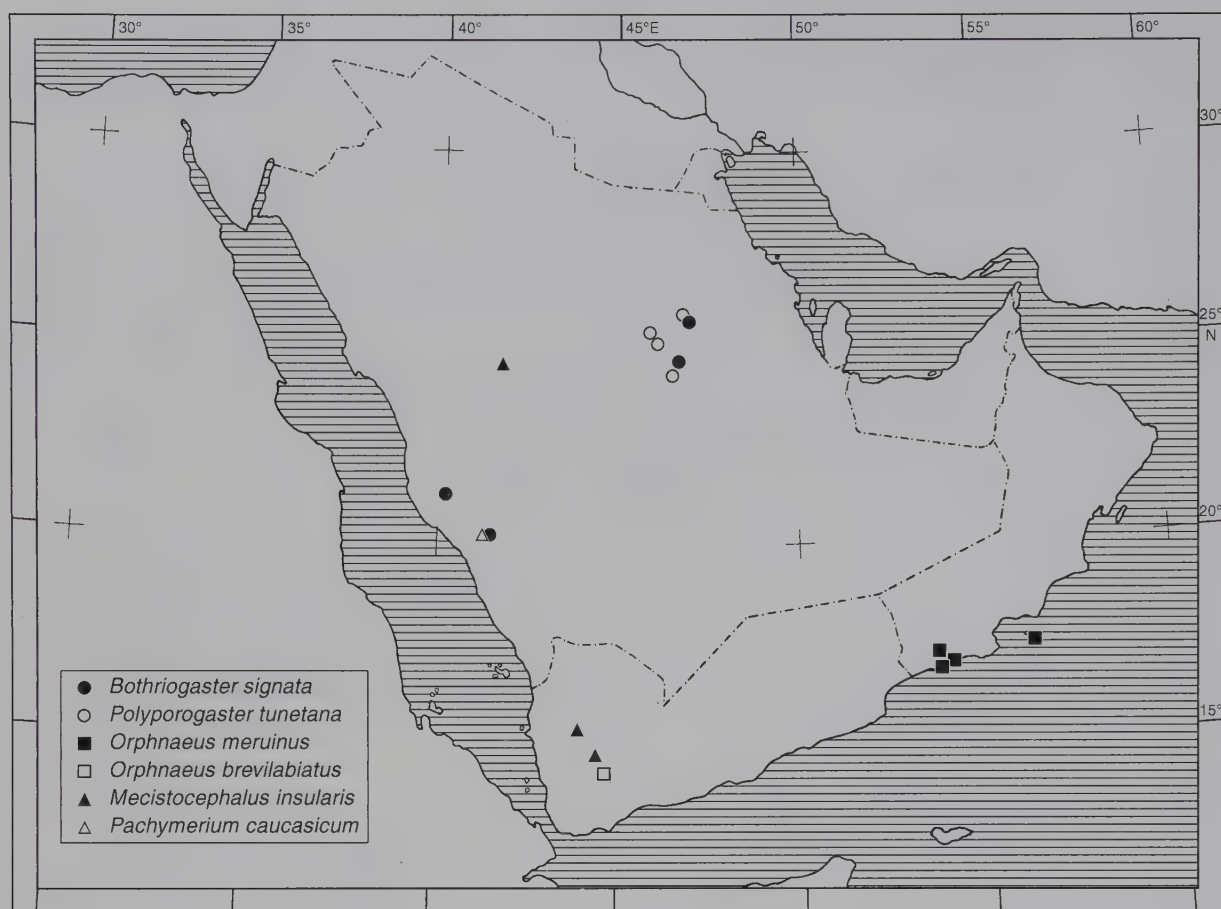 30° 35° 40° 45°E 50° 55° 60°
30°
25°
N
20°
15°
Bothriogaster signata
Polyporogaster tunetana
Orphnaeus meruinus
Orphnaeus brevilabiatus
Mecistocephalus insularis
Pachymerium caucasicum